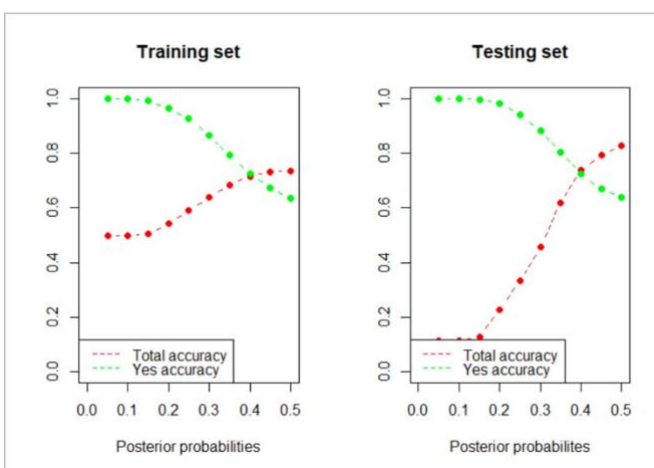 Training set
1.0
0.8
0.6
0.4
0.2
0.0
Total accuracy
Yes accuracy
0.0 0.1 0.2 0.3 0.4 0.5
Posterior probabilities
Testing set
1.0
0.8
0.6
0.4
0.2
0.0
Total accuracy
Yes accuracy
0.0 0.1 0.2 0.3 0.4 0.5
Posterior probabilites